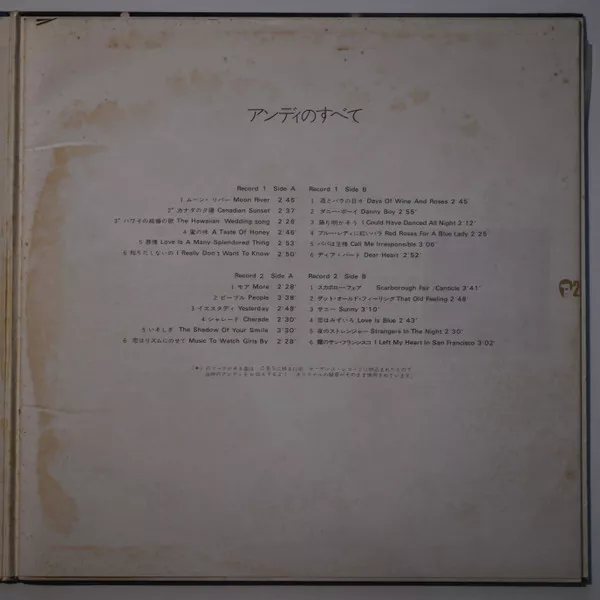 アンディのすべて
Record 1 Side A
1 ムーン・リバー Moon River 2'45"
2* カナダの夕陽 Canadian Sunset 2'37"
3* ハワイの結婚の歌 The Hawaiian Wedding song 2'28"
4 蜜の味 A Taste Of Honey 2'46"
5 慕情 Love Is A Many Splendored Thing 2'53"
6 知りたくないの I Really Don't Want To Know 2'50"
Record 1 Side B
1 酒とバラの日々 Days Of Wine And Roses 2'45"
2 ダニー・ボーイ Danny Boy 2'55"
3 踊り明かそう I Could Have Danced All Night 3'12"
4 ブルー・レディに紅いバラ Red Roses For A Blue Lady 2'25"
5 パパは王様 Call Me Irresponsible 3'06"
6 ディア・ハート Dear Heart 2'53"
Record 2 Side A
1 モア More 2'28"
2 ピープル People 2'38"
3 イエスタディ Yesterday 2'49"
4 シャレード Charade 2'36"
5 いそしぎ The Shadow Of Your Smile 3'30"
6 恋はリズムにのせて Music To Watch Girls By 2'28"
Record 2 Side B
1 スカボロー・フェア Scarborough Fair / Canticle 3'41"
2 ザット・オールド・フィーリング That Old Feeling 2'48"
3 サニー Sunny 3'10"
4 恋はみずいろ Love Is Blue 2'43"
5 夜のストレンジャー Strangers In The Night 2'30"
6 霧のサン・フランシスコ I Left My Heart In San Francisco 3'02"